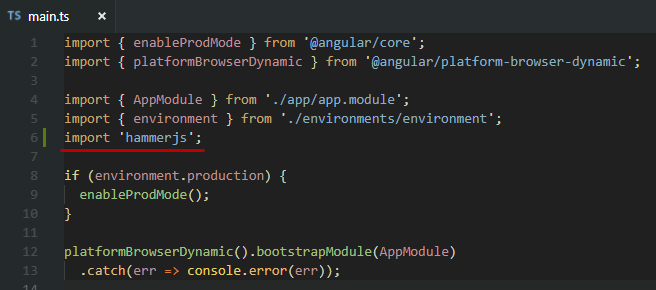 TS main.ts ×
1 import { enableProdMode } from '@angular/core';
2 import { platformBrowserDynamic } from '@angular/platform-browser-dynamic';
3
4 import { AppModule } from './app/app.module';
5 import { environment } from './environments/environment';
6 import 'hammerjs';
7
8 if (environment.production) {
9   enableProdMode();
10 }
11
12 platformBrowserDynamic().bootstrapModule(AppModule)
13   .catch(err => console.error(err));
14